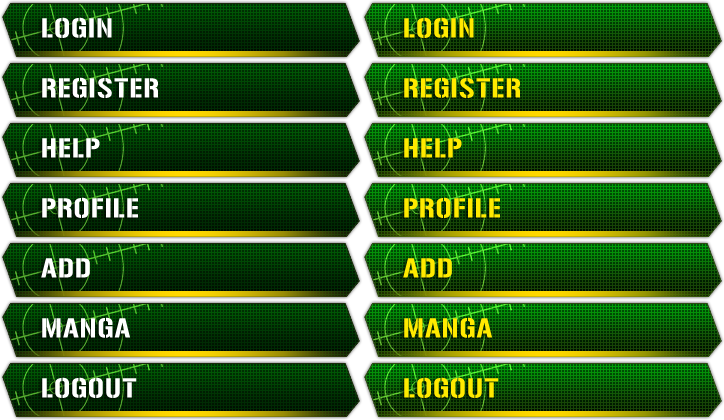 LOGIN LOGIN
REGISTER REGISTER
HELP HELP
PROFILE PROFILE
ADD ADD
MANGA MANGA
LOGOUT LOGOUT